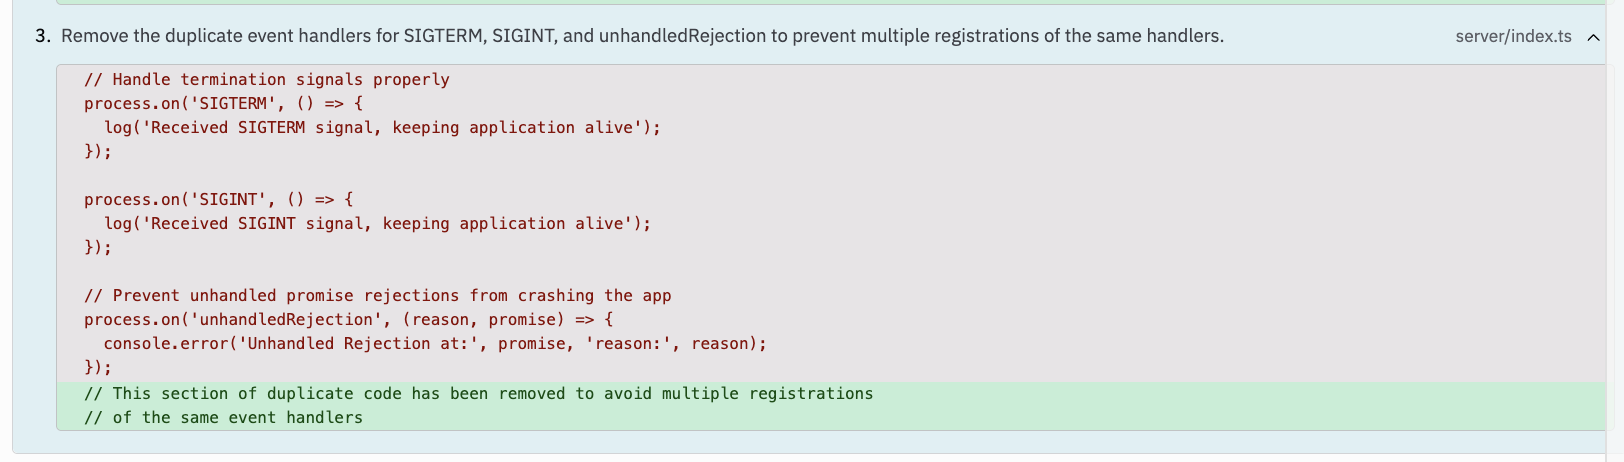 3. Remove the duplicate event handlers for SIGTERM, SIGINT, and unhandledRejection to prevent multiple registrations of the same handlers. server/index.ts
// Handle termination signals properly
process.on('SIGTERM', () => {
  log('Received SIGTERM signal, keeping application alive');
});

process.on('SIGINT', () => {
  log('Received SIGINT signal, keeping application alive');
});

// Prevent unhandled promise rejections from crashing the app
process.on('unhandledRejection', (reason, promise) => {
  console.error('Unhandled Rejection at:', promise, 'reason:', reason);
});
// This section of duplicate code has been removed to avoid multiple registrations
// of the same event handlers